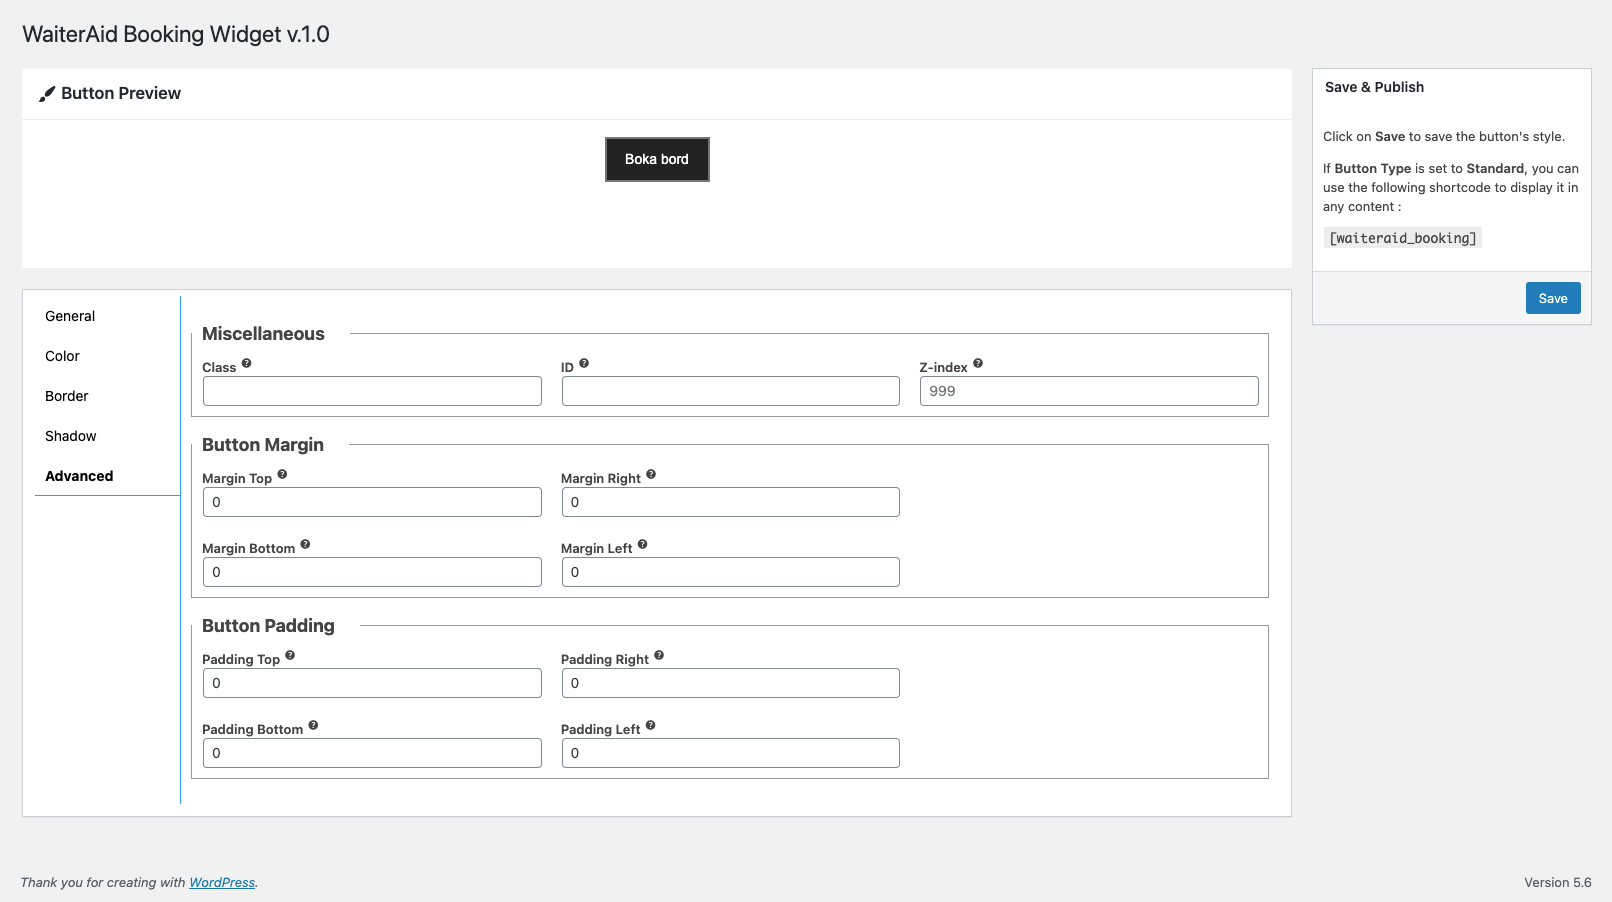 WaiterAid Booking Widget v.1.0
Button Preview
Boka bord
Save & Publish
Click on Save to save the button's style.
If Button Type is set to Standard, you can
use the following shortcode to display it in
any content :
[waiteraid_booking]
Save
General
Color
Border
Shadow
Advanced
Miscellaneous
Class
ID
Z-index
999
Button Margin
Margin Top
Margin Right
0
0
Margin Bottom
Margin Left
0
0
Button Padding
Padding Top
Padding Right
0
0
Padding Bottom
Padding Left
0
0
Thank you for creating with WordPress.
Version 5.6